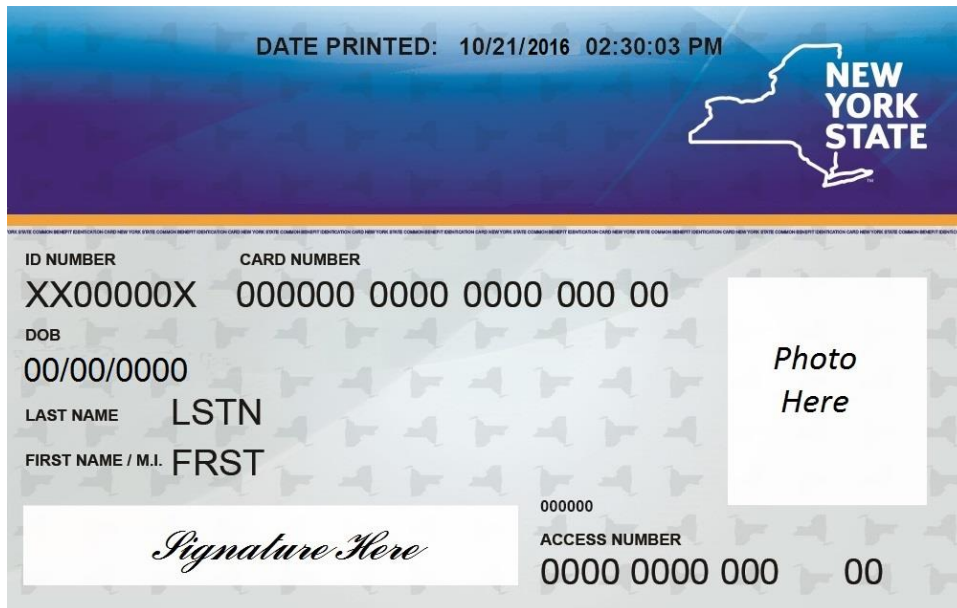 DATE PRINTED: 10/21/2016 02:30:03 PM
NEW
YORK
STATE
TM
ID NUMBER CARD NUMBER
XX00000X 000000 0000 0000 000 00
DOB
00/00/0000
LAST NAME LSTN
FIRST NAME / M.I. FRST
Photo
Here
Signature Here
000000
ACCESS NUMBER
0000 0000 000 00